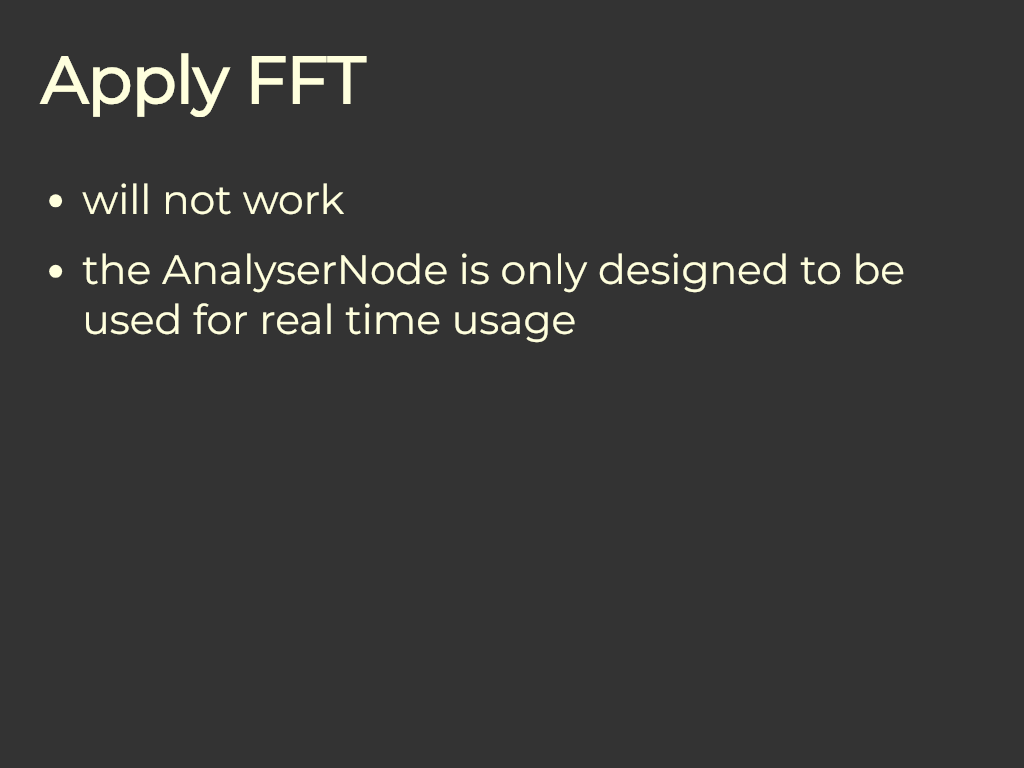 Apply FFT
• will not work
• the AnalyserNode is only designed to be
used for real time usage